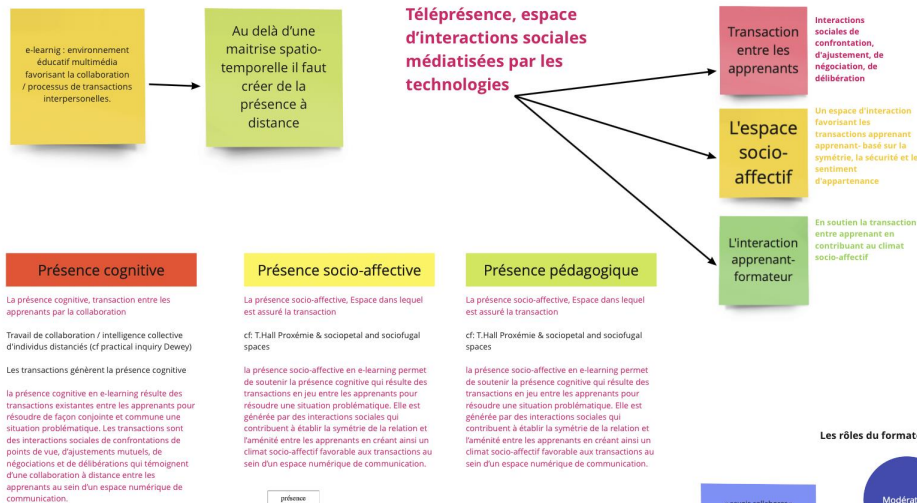 e-learnig : environnement
éducatif multimédia
favorisant la collaboration
/ processus de transactions
interpersonelles.
Au delà d'une
maitrise spatio-
temporelle il faut
créer de la
présence à
distance
Téléprésence, espace
d'interactions sociales
médiatisées par les
technologies
Transaction
entre les
apprenants
Interactions
sociales de
confrontation,
d'ajustement, de
négociation, de
délibération
L'espace
socio-
affectif
Un espace d'interaction
favorisant les
transactions apprenant
apprenant- basé sur la
symétrie, la sécurité et le
sentiment
d'appartenance
L'interaction
apprenant-
formateur
En soutien la transaction
entre apprenant en
contribuant au climat
socio-affectif
Présence cognitive
La présence cognitive, transaction entre les
apprenants par la collaboration
Travail de collaboration / intelligence collective
d'individus distanciés (cf practical inquiry Dewey)
Les transactions génèrent la présence cognitive
la présence cognitive en e-learning résulte des
transactions existantes entre les apprenants pour
résoudre de façon conjointe et commune une
situation problématique. Les transactions sont
des interactions sociales de confrontations de
points de vue, d'ajustements mutuels, de
négociations et de délibérations qui témoignent
d'une collaboration à distance entre les
apprenants au sein d'un espace numérique de
communication.
Présence socio-affective
La présence socio-affective, Espace dans lequel
est assuré la transaction
cf: T.Hall Proxémie & sociopetal and sociofugal
spaces
la présence socio-affective en e-learning permet
de soutenir la présence cognitive qui résulte des
transactions en jeu entre les apprenants pour
résoudre une situation problématique. Elle est
générée par des interactions sociales qui
contribuent à établir la symétrie de la relation et
l'aménité entre les apprenants en créant ainsi un
climat socio-affectif favorable aux transactions au
sein d'un espace numérique de communication.
présence
Présence pédagogique
La présence socio-affective, Espace dans lequel
est assuré la transaction
cf: T.Hall Proxémie & sociopetal and sociofugal
spaces
la présence socio-affective en e-learning permet
de soutenir la présence cognitive qui résulte des
transactions en jeu entre les apprenants pour
résoudre une situation problématique. Elle est
générée par des interactions sociales qui
contribuent à établir la symétrie de la relation et
l'aménité entre les apprenants en créant ainsi un
climat socio-affectif favorable aux transactions au
sein d'un espace numérique de communication.
Les rôles du format
Modérat